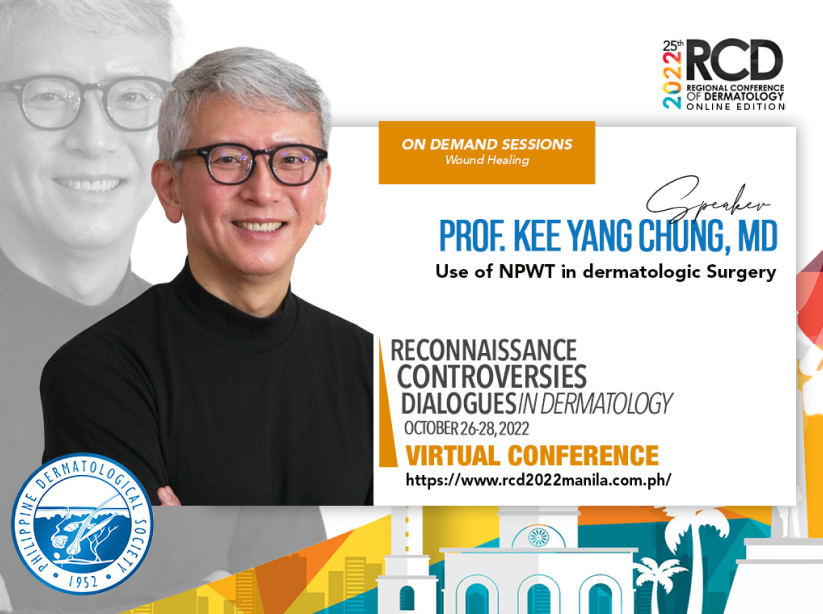 25th
2022
RCD
REGIONAL CONFERENCE
OF DERMATOLOGY
ONLINE EDITION
ON DEMAND SESSIONS
Wound Healing
Speaker
PROF. KEE YANG CHUNG, MD
Use of NPWT in dermatologic Surgery
RECONNAISSANCE
CONTROVERSIES
DIALOGUES IN DERMATOLOGY
OCTOBER 26-28, 2022
VIRTUAL CONFERENCE
https://www.rcd2022manila.com.ph/
PHILIPPINE DERMATOLOGICAL SOCIETY
• 1952 •